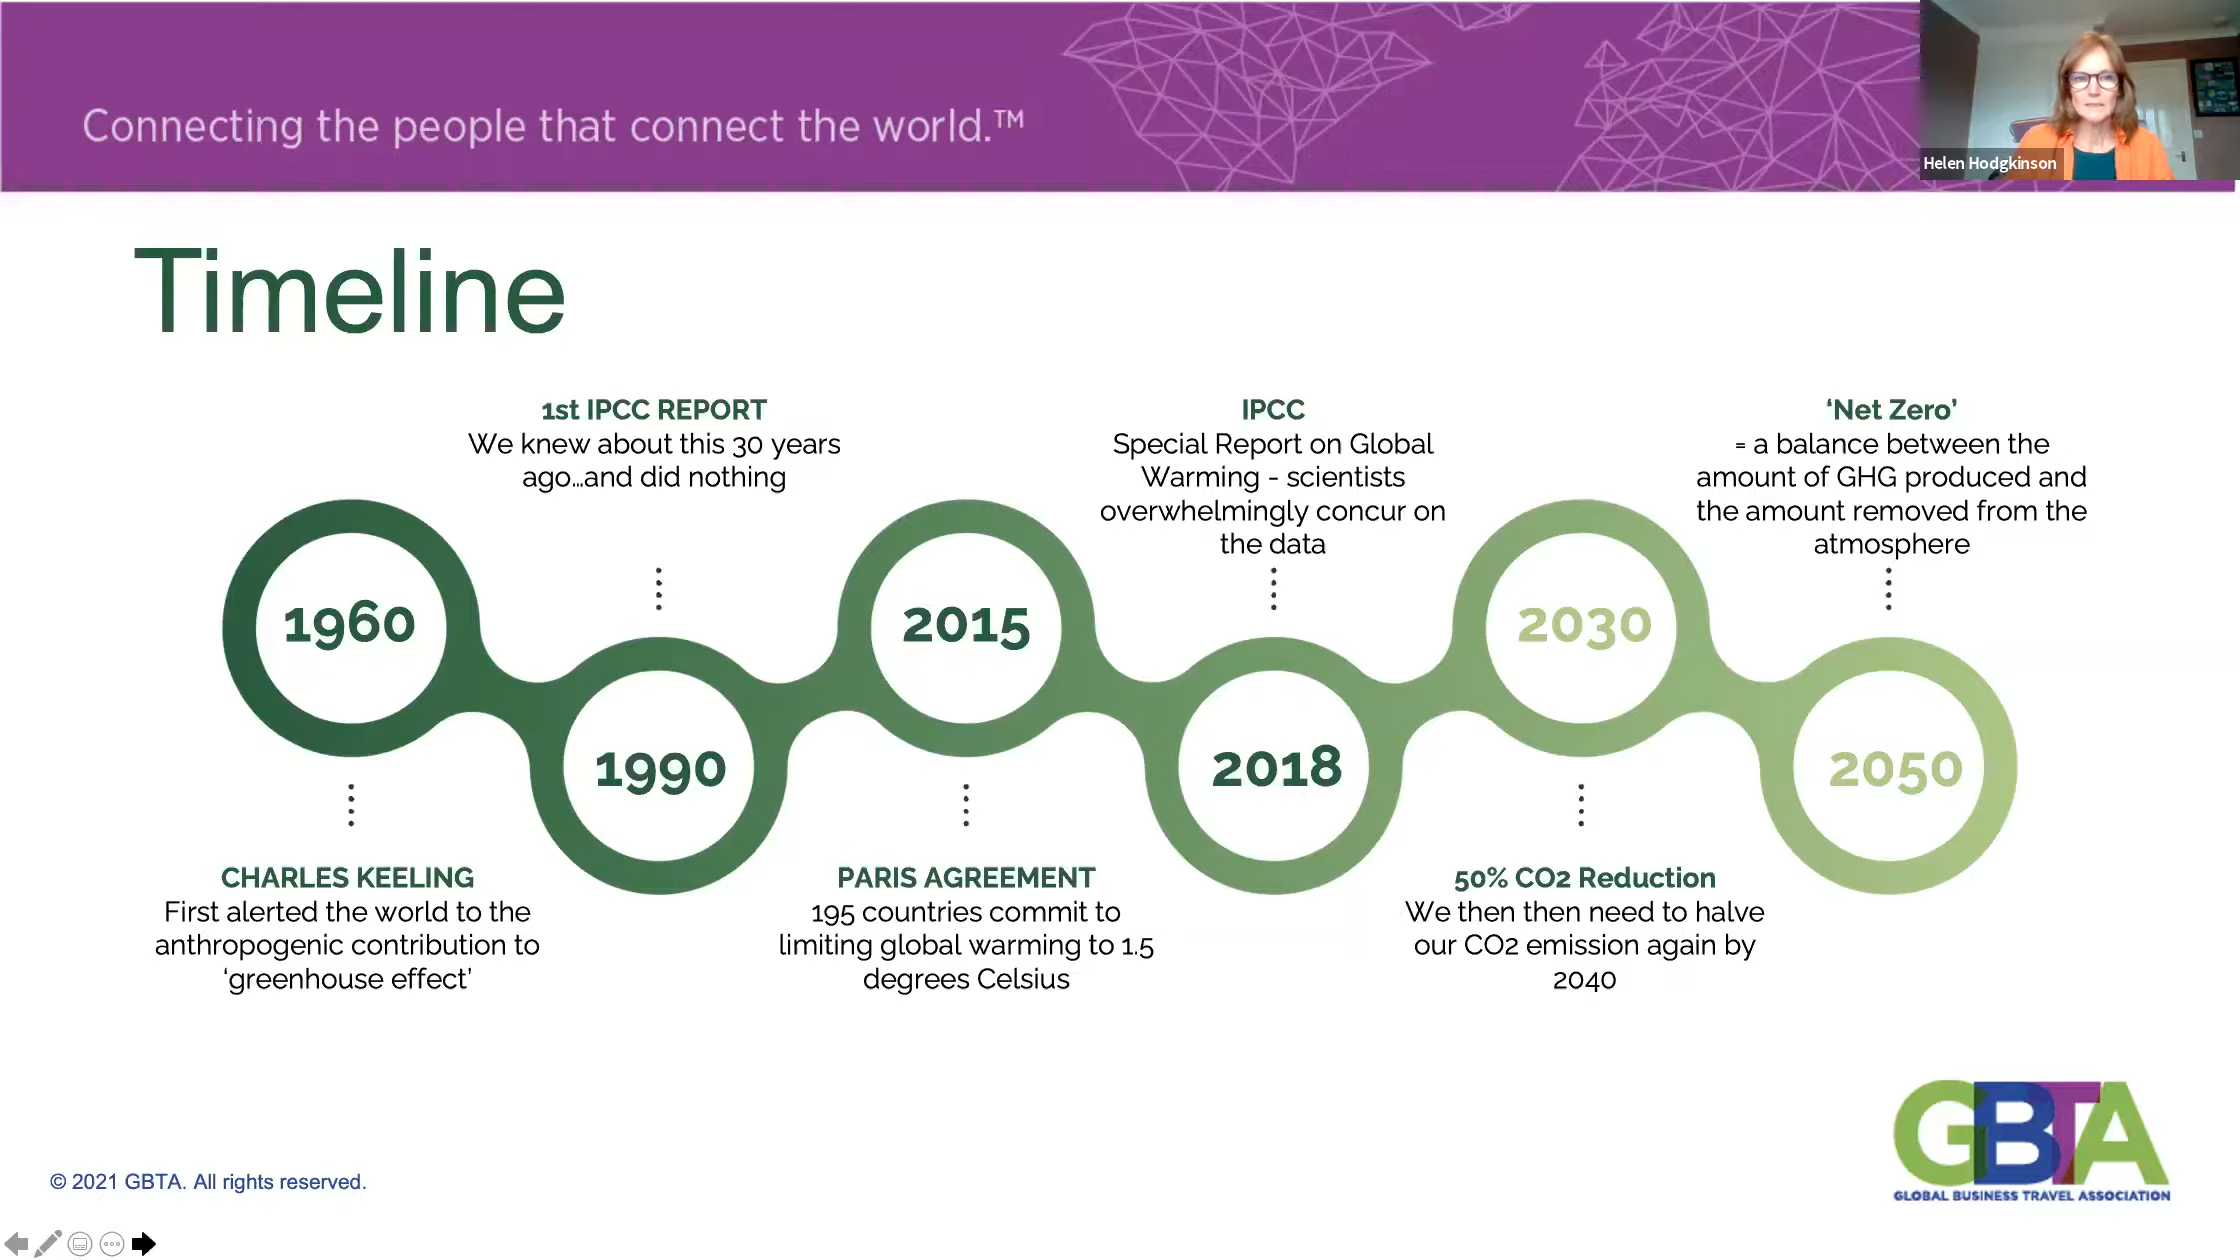 Connecting the people that connect the world.™
Helen Hodgkinson
Timeline
1st IPCC REPORT
We knew about this 30 years
ago...and did nothing
IPCC
Special Report on Global
Warming - scientists
overwhelmingly concur on
the data
‘Net Zero’
= a balance between the
amount of GHG produced and
the amount removed from the
atmosphere
1960
2015
2030
1990
2018
2050
CHARLES KEELING
First alerted the world to the
anthropogenic contribution to
‘greenhouse effect’
PARIS AGREEMENT
195 countries commit to
limiting global warming to 1.5
degrees Celsius
50% CO2 Reduction
We then then need to halve
our CO2 emission again by
2040
GBTA
GLOBAL BUSINESS TRAVEL ASSOCIATION
© 2021 GBTA. All rights reserved.